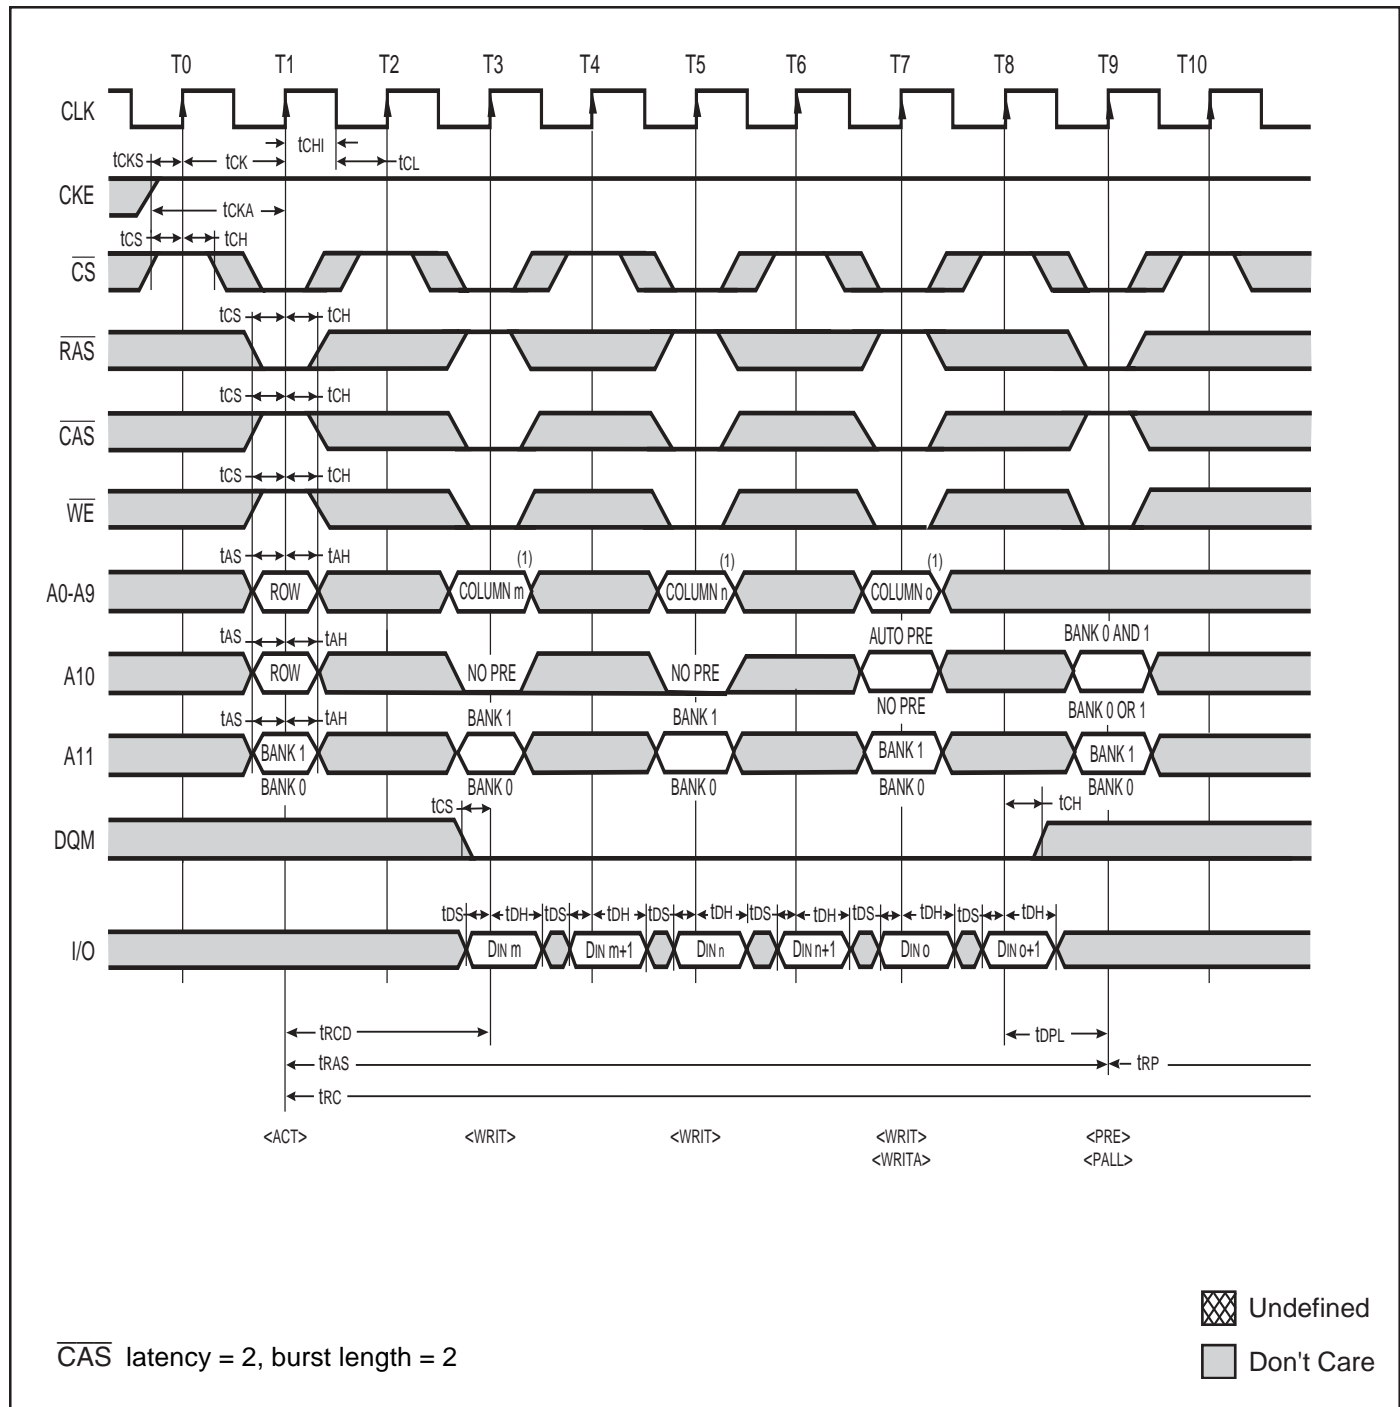 T0 T1 T2 T3 T4 T5 T6 T7 T8 T9 T10
CLK
tCHI
tCKS tCK tCL
CKE
tCKA
tCS tCH
CS
tCS tCH
RAS
tCS tCH
CAS
tCS tCH
WE
tAS tAH (1) (1) (1)
A0-A9 ROW COLUMN m COLUMN n COLUMN o
tAS tAH AUTO PRE BANK 0 AND 1
A10 ROW NO PRE NO PRE
NO PRE BANK 0 OR 1
tAS tAH BANK 1 BANK 1
A11 BANK 1 BANK 1 BANK 1
BANK 0 BANK 0 BANK 0 BANK 0 BANK 0
tCS tCH
DQM
tDS tDH tDS tDH tDS tDH tDS tDH tDS tDH tDS tDH
I/O DIN m DIN m+1 DIN n DIN n+1 DIN o DIN o+1
tRCD tDPL
tRAS tRP
tRC
<ACT> <WRIT> <WRIT> <WRIT> <PRE>
<WRITA> <PALL>
Undefined
CAS latency = 2, burst length = 2
Don't Care